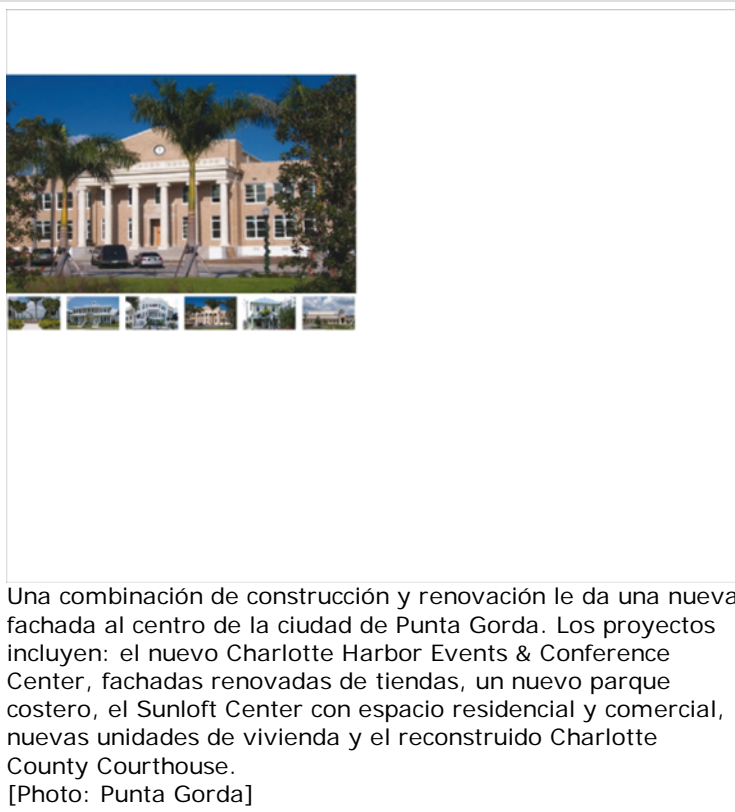 Una combinación de construcción y renovación le da una nueva
fachada al centro de la ciudad de Punta Gorda. Los proyectos
incluyen: el nuevo Charlotte Harbor Events & Conference
Center, fachadas renovadas de tiendas, un nuevo parque
costero, el Sunloft Center con espacio residencial y comercial,
nuevas unidades de vivienda y el reconstruido Charlotte
County Courthouse.
[Photo: Punta Gorda]